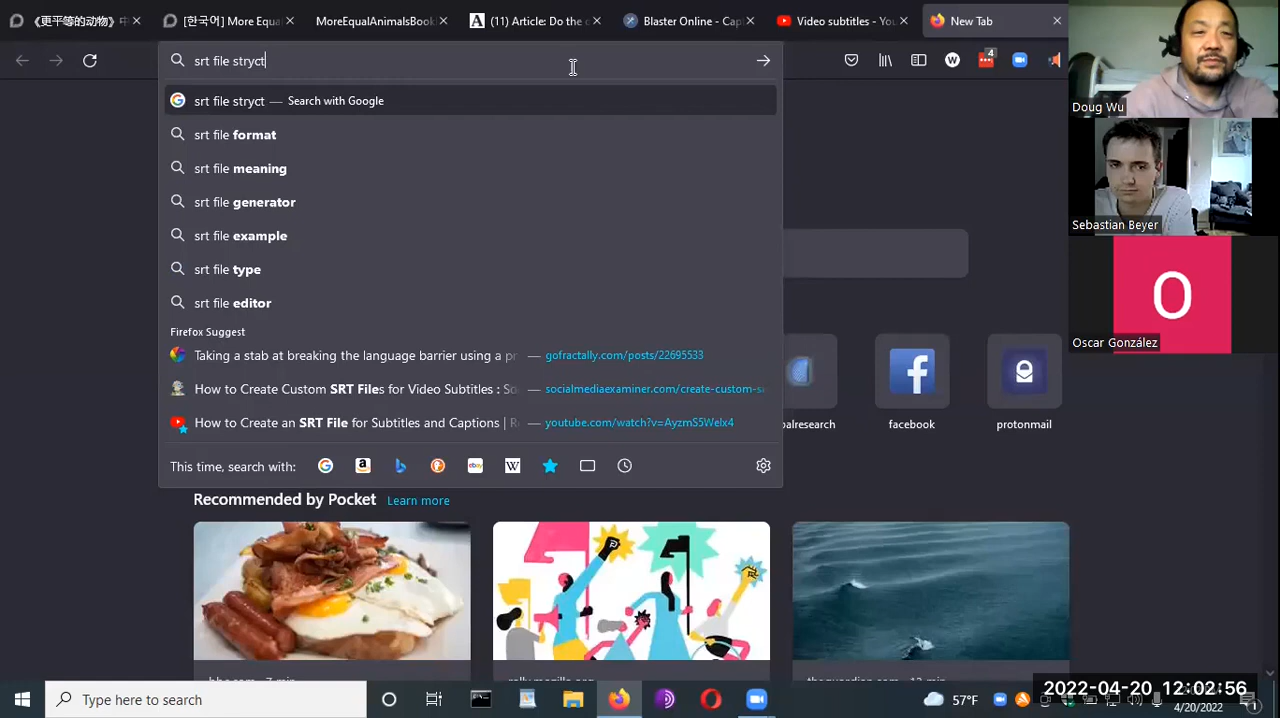 《更平等的动物》中
[한국어] More Equa
MoreEqualAnimalsBook
(11) Article: Do the c
Blaster Online - Cap
Video subtitles - You
New Tab
srt file stryct
4
srt file stryct — Search with Google
srt file format
srt file meaning
srt file generator
srt file example
srt file type
srt file editor
Firefox Suggest
Taking a stab at breaking the language barrier using a pr — gofractally.com/posts/22695533
How to Create Custom SRT Files for Video Subtitles : So — socialmediaexaminer.com/create-custom-s
How to Create an SRT File for Subtitles and Captions | R — youtube.com/watch?v=AyzmS5Welx4
This time, search with:
alresearch
facebook
protonmail
Recommended by Pocket Learn more
Doug Wu
Sebastian Beyer
O
Oscar González
Type here to search
57°F
2022-04-20 12:02:56
4/20/2022